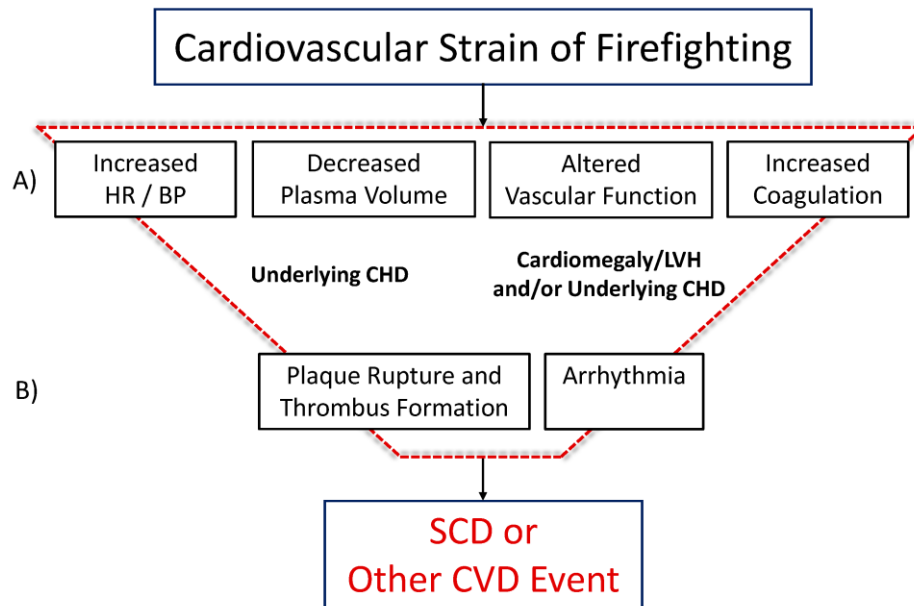 Cardiovascular Strain of Firefighting
A)
Increased
HR / BP
Decreased
Plasma Volume
Altered
Vascular Function
Increased
Coagulation
Underlying CHD
Cardiomegaly/LVH
and/or Underlying CHD
B)
Plaque Rupture and
Thrombus Formation
Arrhythmia
SCD or
Other CVD Event